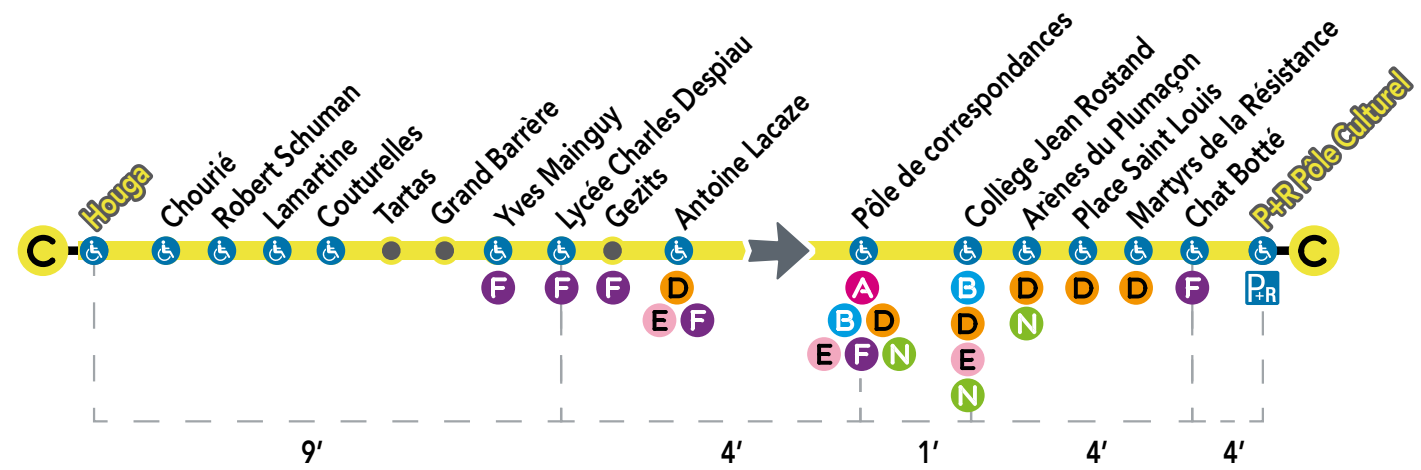 Houga
Chourié
Robert Schuman
Lamartine
Couturelles
Tartas
Grand Barrère
Yves Mainguy
Lycée Charles Despiau
Gezits
Antoine Lacaze
Pôle de correspondances
Collège Jean Rostand
Arènes du Plumaçon
Place Saint Louis
Martyrs de la Résistance
Chat Botté
P+R Pôle Culturel
C
C
F
F
F
D
E F
A
B D
E F N
B
D
E
N
D
N
D
D
F
P+R
9’
4’
1’
4’
4’